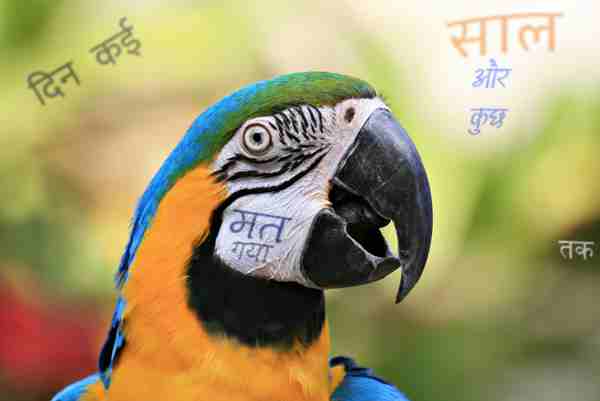 दिन कई
साल
और
कुछ
मत
गया
तक